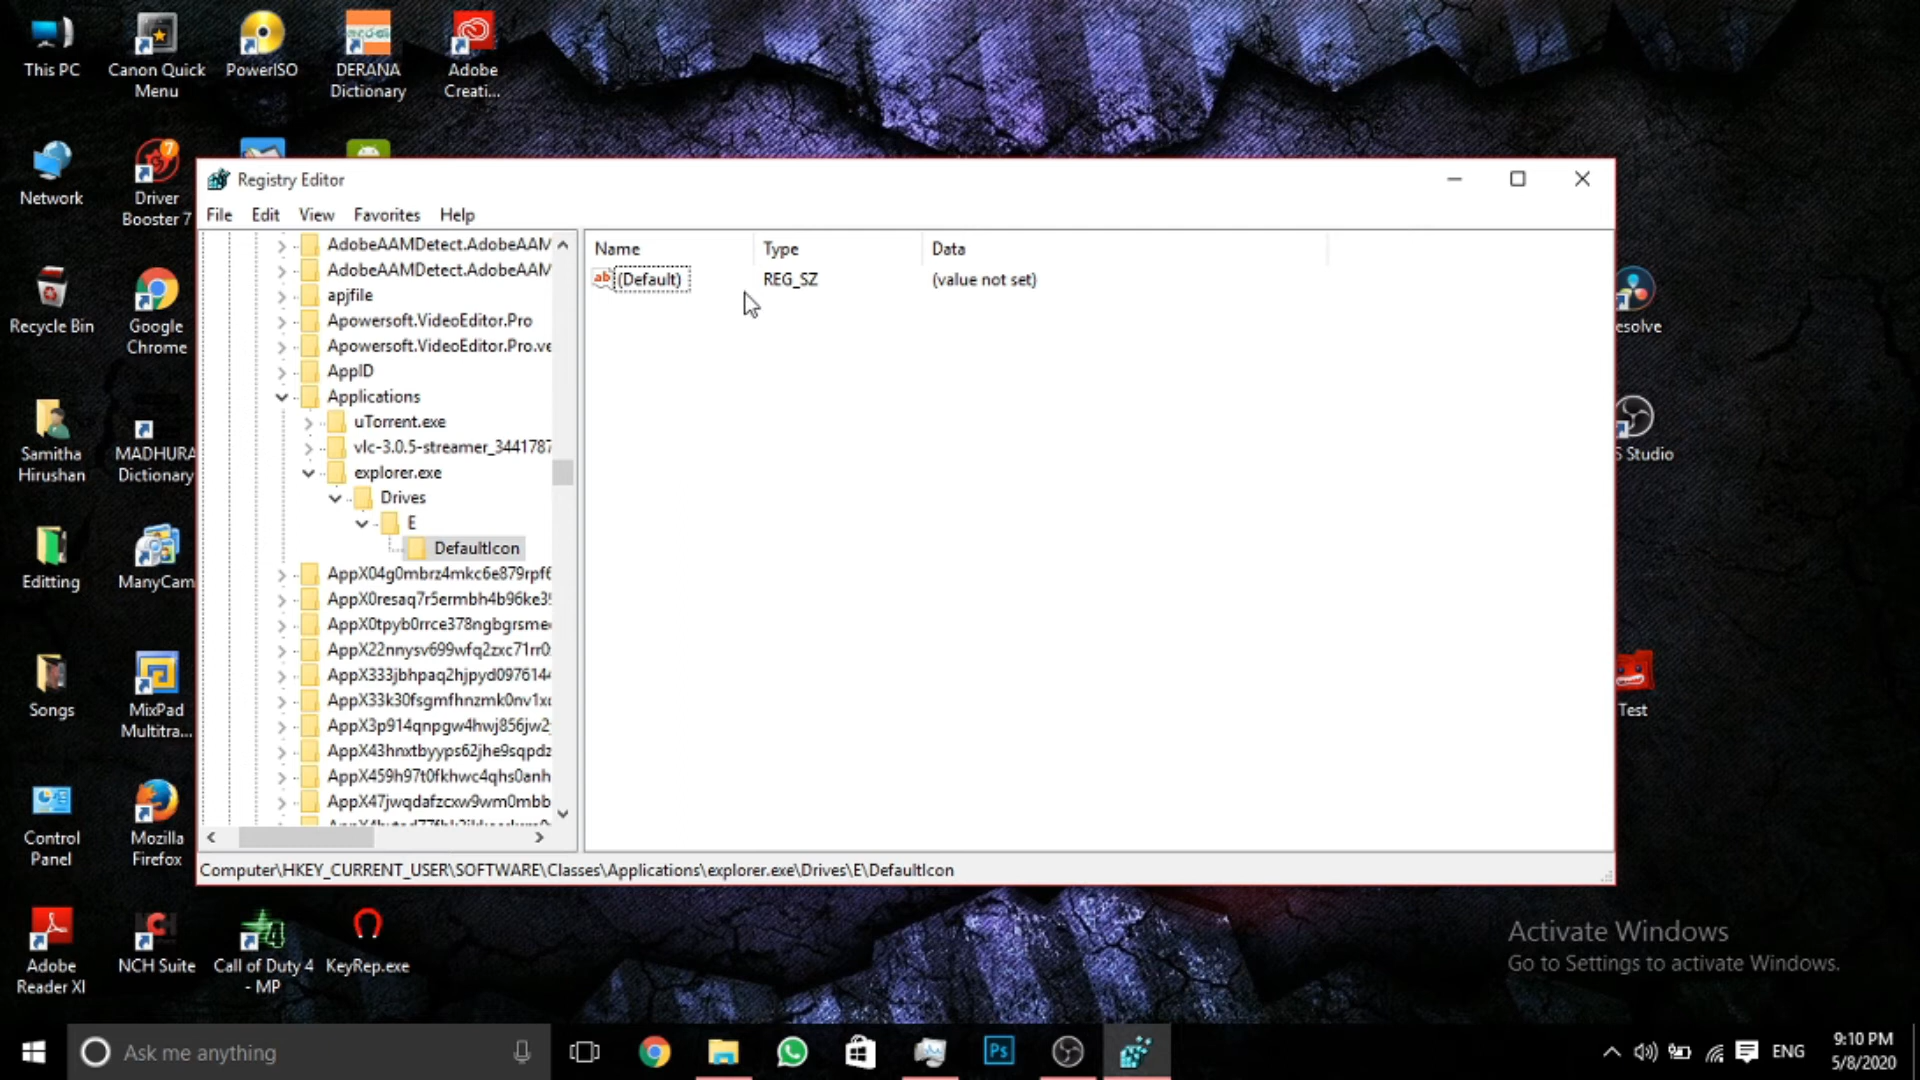 This PC
Canon Quick
Menu
PowerISO
DERANA
Dictionary
Adobe
Creati...
Network
Driver
Booster 7
Recycle Bin
Google
Chrome
Samitha
Hirushan
MADHURA
Dictionary
Editting
ManyCam
Songs
MixPad
Multitra...
Control
Panel
Mozilla
Firefox
Adobe
Reader XI
NCH Suite
Call of Duty 4
- MP
KeyRep.exe
esolve
S Studio
Test
Registry Editor
File Edit View Favorites Help
AdobeAAMDetect.AdobeAAM
AdobeAAMDetect.AdobeAAM
apjfile
Apowersoft.VideoEditor.Pro
Apowersoft.VideoEditor.Pro.ve
AppID
Applications
uTorrent.exe
vlc-3.0.5-streamer_3441787
explorer.exe
Drives
E
DefaultIcon
AppX04g0mbrz4mkc6e879rpf6
AppX0resaq7r5ermbh4b96ke3
AppX0tpyb0rrce378ngbgrsme
AppX22nnysv699wfq2zxc71rr0
AppX333jbhpaq2hjpyd097614
AppX33k30fsgmfhnzmk0nv1x
AppX3p914qnpgw4hwj856jw2
AppX43hnxtbyyps62jhe9sqpdz
AppX459h97t0fkhwc4qhs0anh
AppX47jwqdafzcxw9wm0mbb
Name Type Data
(Default) REG_SZ (value not set)
Computer\HKEY_CURRENT_USER\SOFTWARE\Classes\Applications\explorer.exe\Drives\E\DefaultIcon
Activate Windows
Go to Settings to activate Windows.
Ask me anything
Ps
ENG
9:10 PM
5/8/2020